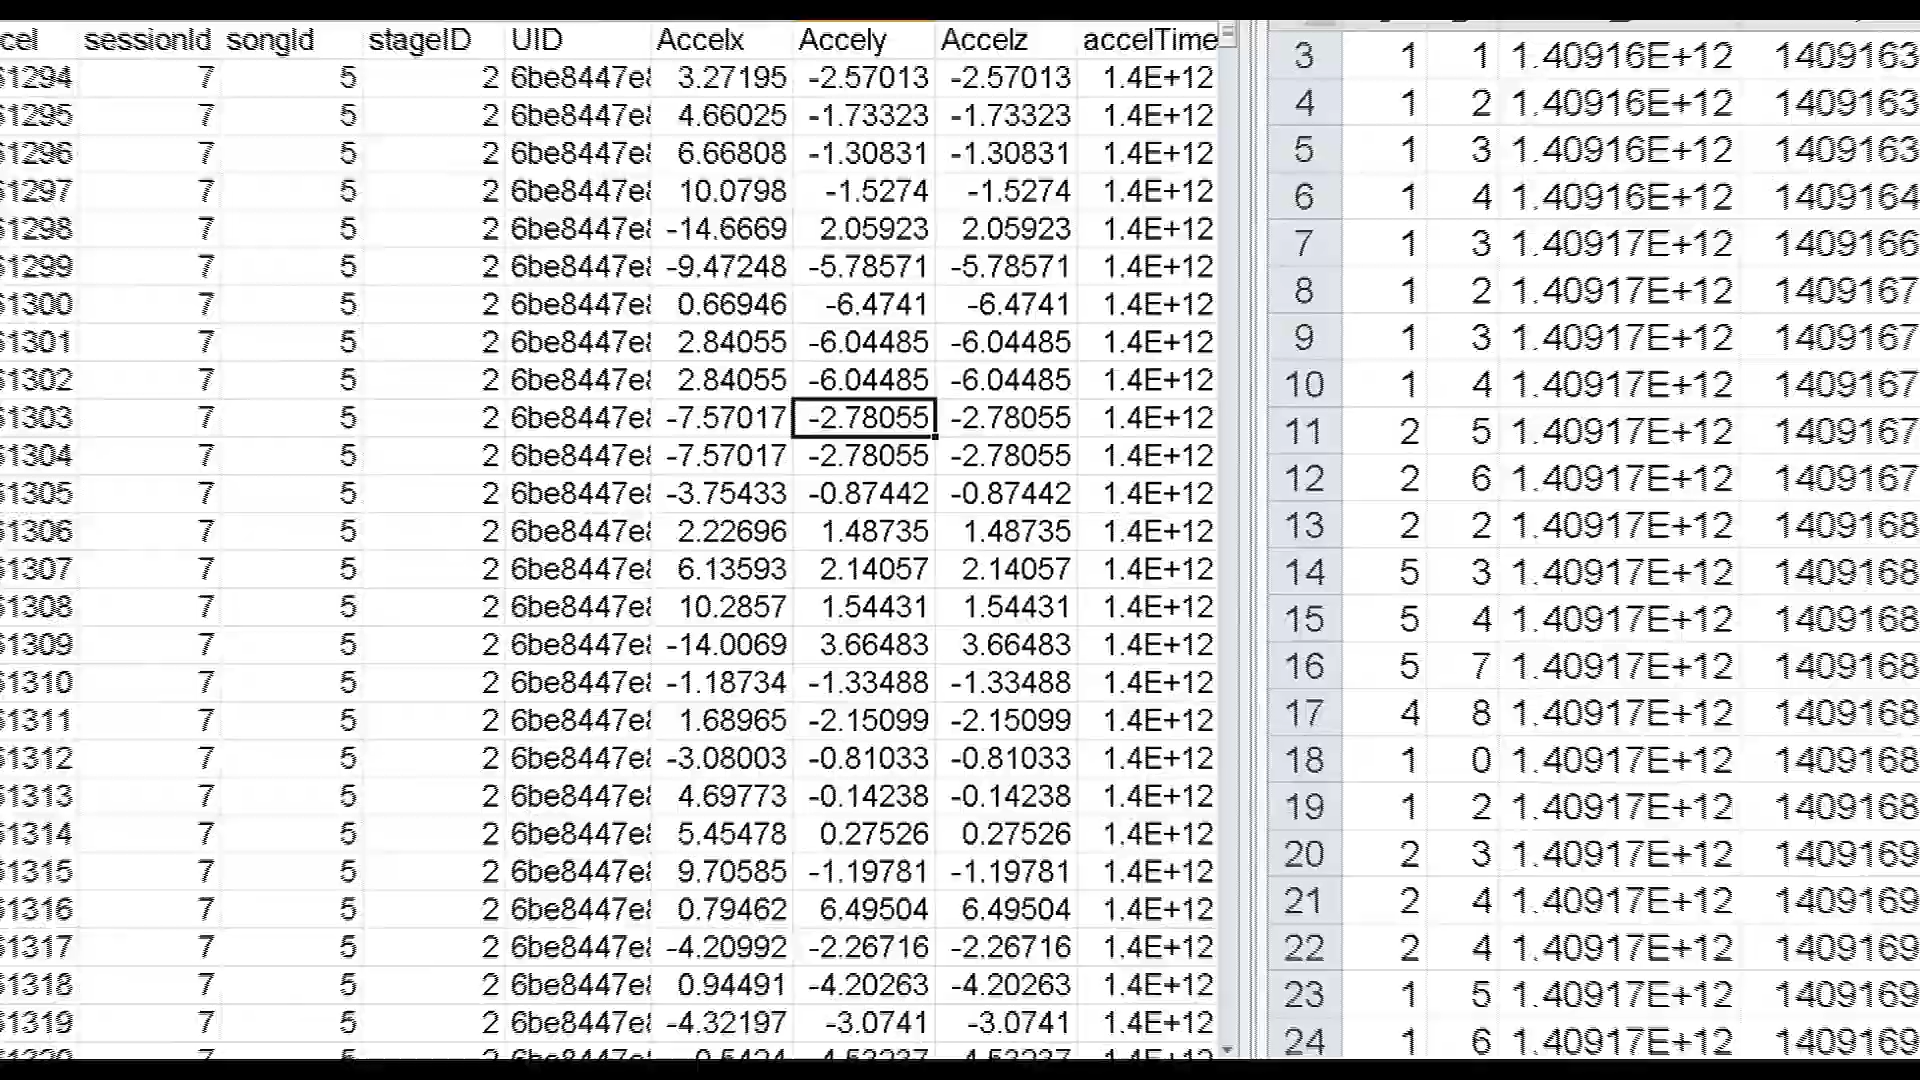 cel sessionId songId stageID UID Accelx Accely Accelz accelTime
61294 7 5 2 6be8447e 3.27195 -2.57013 -2.57013 1.4E+12
61295 7 5 2 6be8447e 4.66025 -1.73323 -1.73323 1.4E+12
61296 7 5 2 6be8447e 6.66808 -1.30831 -1.30831 1.4E+12
61297 7 5 2 6be8447e 10.0798 -1.5274 -1.5274 1.4E+12
61298 7 5 2 6be8447e -14.6669 2.05923 2.05923 1.4E+12
61299 7 5 2 6be8447e -9.47248 -5.78571 -5.78571 1.4E+12
61300 7 5 2 6be8447e 0.66946 -6.4741 -6.4741 1.4E+12
61301 7 5 2 6be8447e 2.84055 -6.04485 -6.04485 1.4E+12
61302 7 5 2 6be8447e 2.84055 -6.04485 -6.04485 1.4E+12
61303 7 5 2 6be8447e -7.57017 -2.78055 -2.78055 1.4E+12
61304 7 5 2 6be8447e -7.57017 -2.78055 -2.78055 1.4E+12
61305 7 5 2 6be8447e -3.75433 -0.87442 -0.87442 1.4E+12
61306 7 5 2 6be8447e 2.22696 1.48735 1.48735 1.4E+12
61307 7 5 2 6be8447e 6.13593 2.14057 2.14057 1.4E+12
61308 7 5 2 6be8447e 10.2857 1.54431 1.54431 1.4E+12
61309 7 5 2 6be8447e -14.0069 3.66483 3.66483 1.4E+12
61310 7 5 2 6be8447e -1.18734 -1.33488 -1.33488 1.4E+12
61311 7 5 2 6be8447e 1.68965 -2.15099 -2.15099 1.4E+12
61312 7 5 2 6be8447e -3.08003 -0.81033 -0.81033 1.4E+12
61313 7 5 2 6be8447e 4.69773 -0.14238 -0.14238 1.4E+12
61314 7 5 2 6be8447e 5.45478 0.27526 0.27526 1.4E+12
61315 7 5 2 6be8447e 9.70585 -1.19781 -1.19781 1.4E+12
61316 7 5 2 6be8447e 0.79462 6.49504 6.49504 1.4E+12
61317 7 5 2 6be8447e -4.20992 -2.26716 -2.26716 1.4E+12
61318 7 5 2 6be8447e 0.94491 -4.20263 -4.20263 1.4E+12
61319 7 5 2 6be8447e -4.32197 -3.0741 -3.0741 1.4E+12
3 1 1 1.40916E+12 1409163
4 1 2 1.40916E+12 1409163
5 1 3 1.40916E+12 1409163
6 1 4 1.40916E+12 1409164
7 1 3 1.40917E+12 1409166
8 1 2 1.40917E+12 1409167
9 1 3 1.40917E+12 1409167
10 1 4 1.40917E+12 1409167
11 2 5 1.40917E+12 1409167
12 2 6 1.40917E+12 1409167
13 2 2 1.40917E+12 1409168
14 5 3 1.40917E+12 1409168
15 5 4 1.40917E+12 1409168
16 5 7 1.40917E+12 1409168
17 4 8 1.40917E+12 1409168
18 1 0 1.40917E+12 1409168
19 1 2 1.40917E+12 1409168
20 2 3 1.40917E+12 1409169
21 2 4 1.40917E+12 1409169
22 2 4 1.40917E+12 1409169
23 1 5 1.40917E+12 1409169
24 1 6 1.40917E+12 1409169